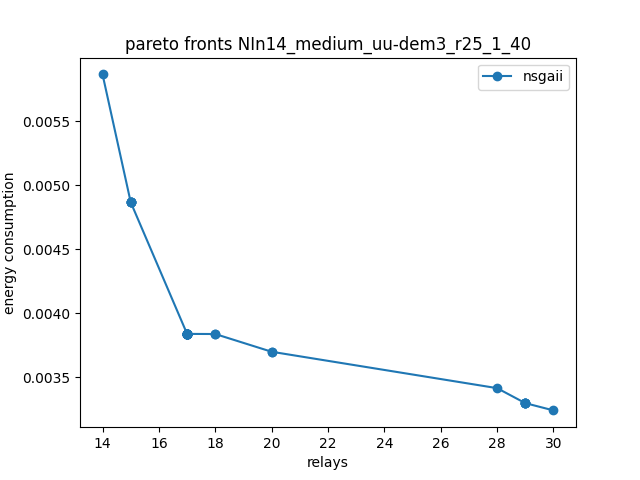 pareto fronts NIn14_medium_uu-dem3_r25_1_40
nsgaii
energy consumption
0.0055
0.0050
0.0045
0.0040
0.0035
14 16 18 20 22 24 26 28 30
relays